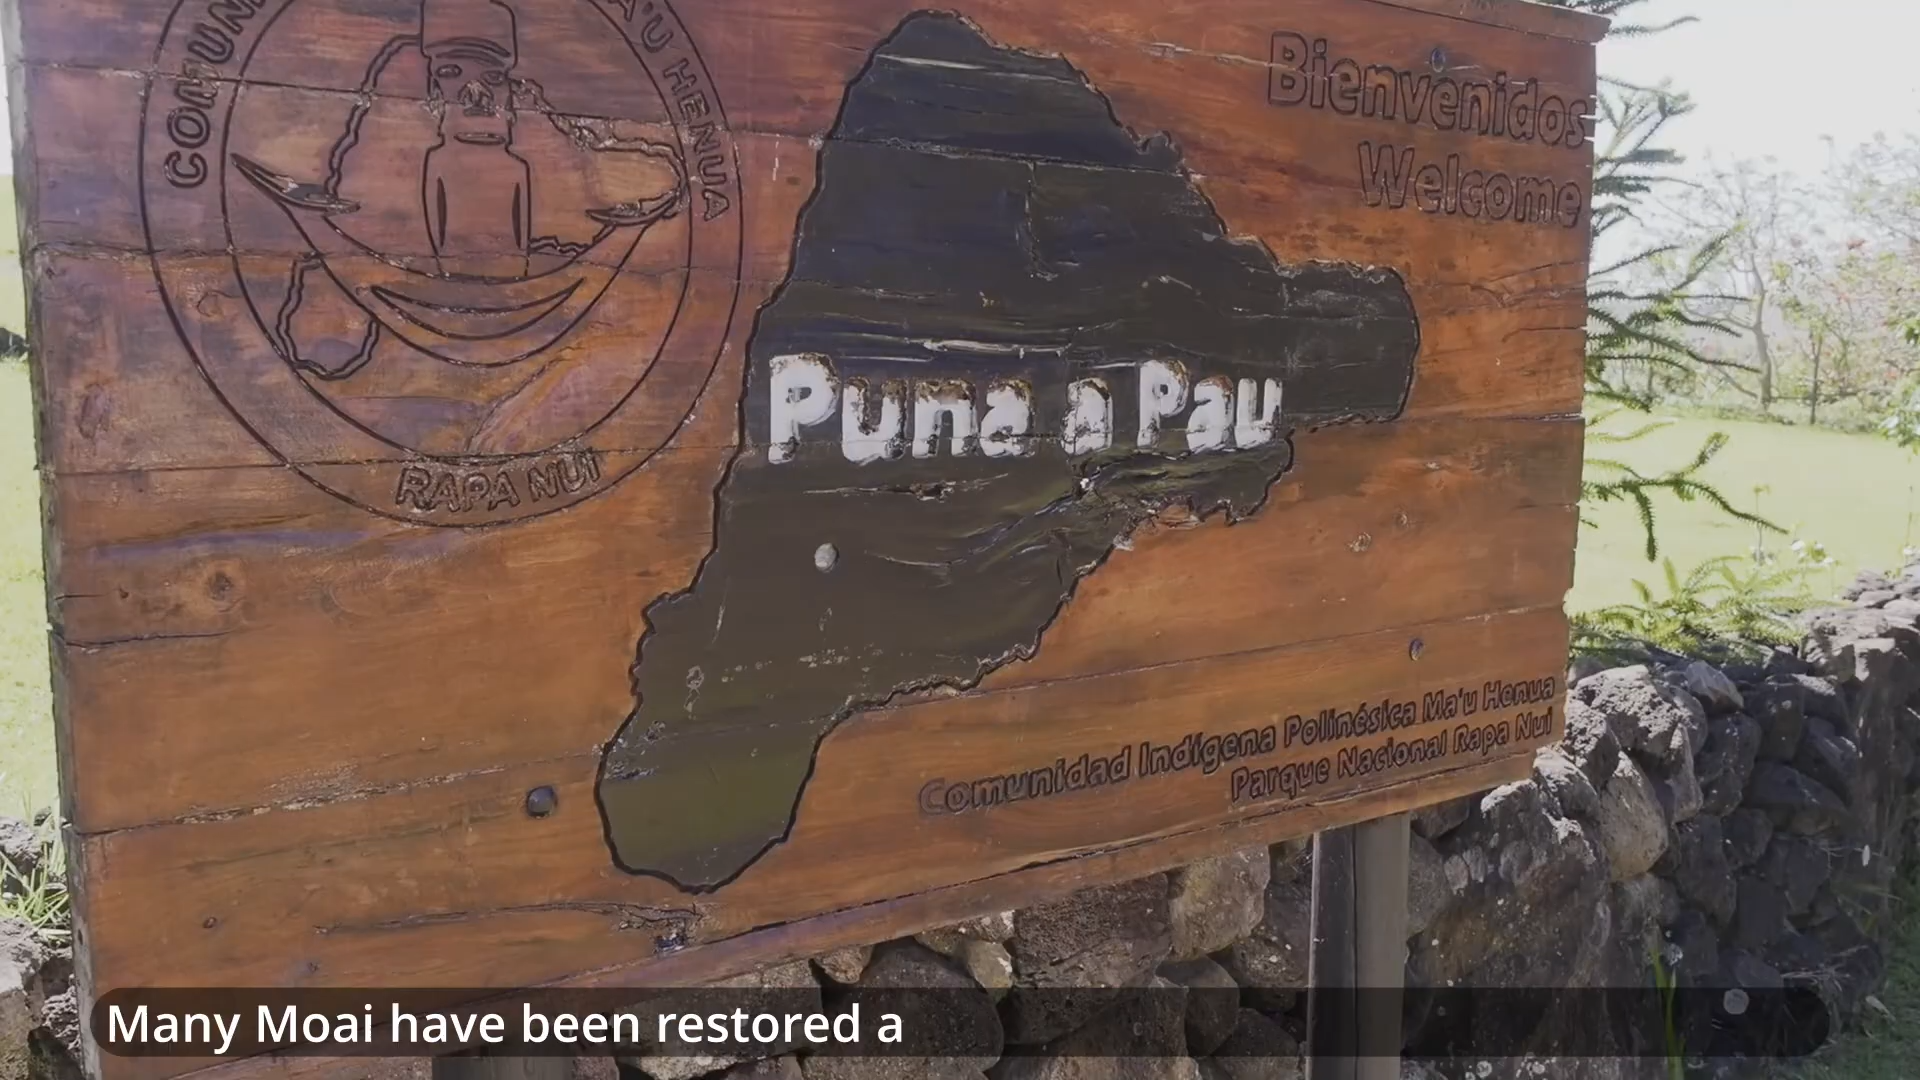 A'U HENUA
RAPA NUI
Bienvenidos
Welcome
Puna a Pau
Comunidad Indígena Polinésica Ma'u Henua
Parque Nacional Rapa Nui
Many Moai have been restored a